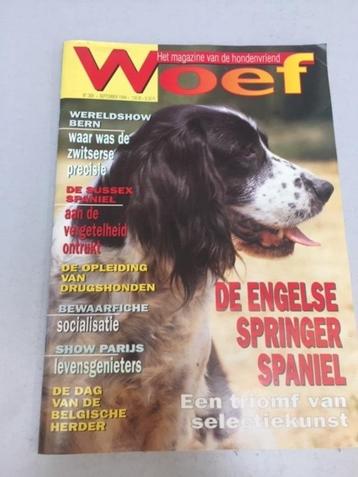 Het magazine van de hondenvriend
Woef
WERELDSHOW
BERN
waar was de
zwitserse
precisie
DE SUSSEX
SPANIEL
aan de
vergetelheid
ontrukt
DE OPLEIDING
VAN
DRUGSHONDEN
BEWAARFICHE
socialisatie
SHOW PARIJS
levensgenieters
DE DAG
VAN DE
BELGISCHE
HERDER
DE ENGELSE
SPRINGER
SPANIEL
Een triomf van
selectiekunst